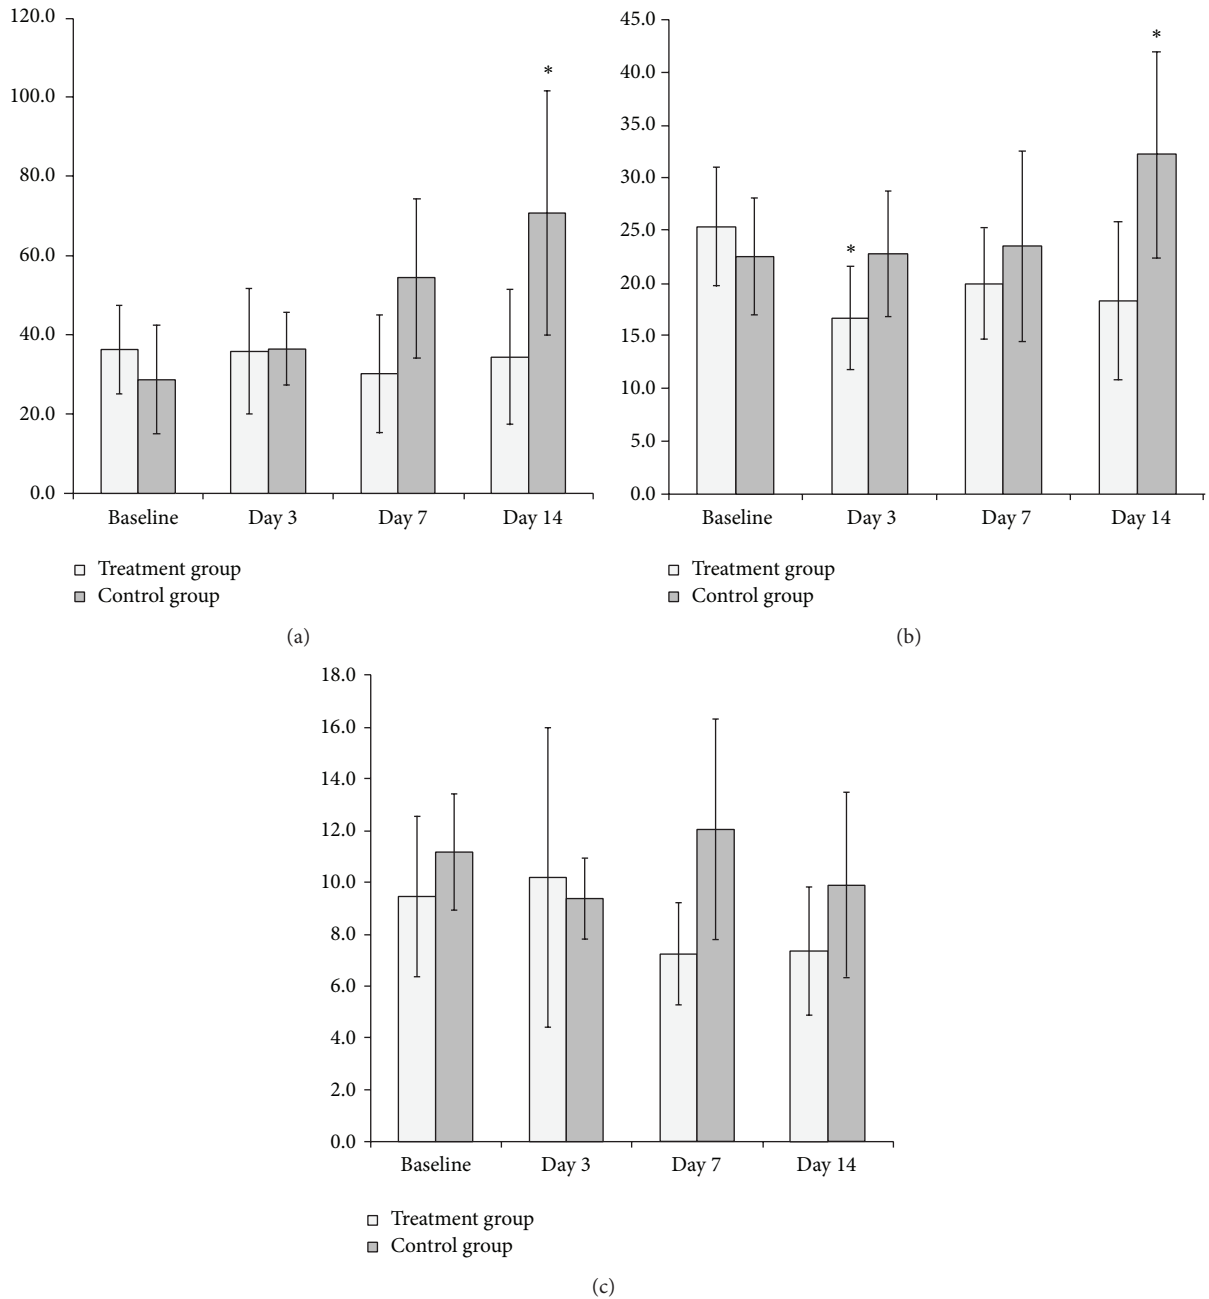 120.0
100.0
80.0
60.0
40.0
20.0
0.0
*
Baseline Day 3 Day 7 Day 14
Treatment group
Control group
(a)
45.0
40.0
35.0
30.0
25.0
20.0
15.0
10.0
5.0
0.0
*
*
Baseline Day 3 Day 7 Day 14
Treatment group
Control group
(b)
18.0
16.0
14.0
12.0
10.0
8.0
6.0
4.0
2.0
0.0
Baseline Day 3 Day 7 Day 14
Treatment group
Control group
(c)